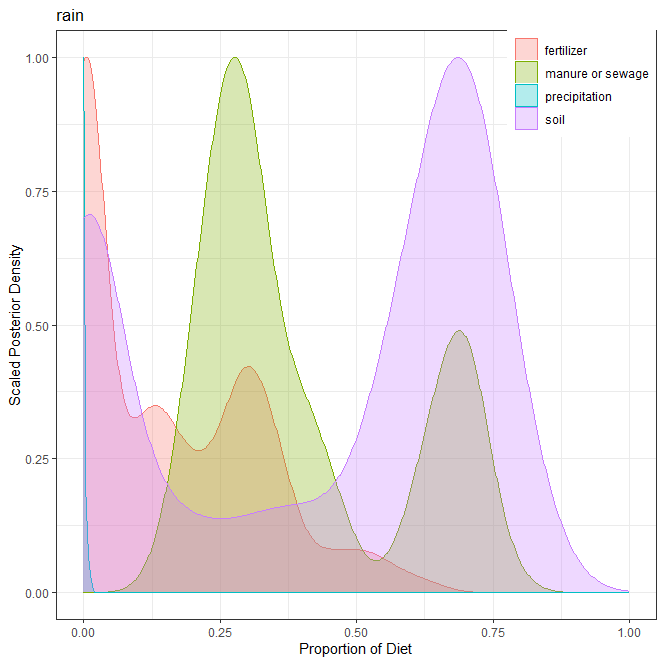 rain
fertilizer
manure or sewage
precipitation
soil
1.00
0.75
0.50
0.25
0.00
Scaled Posterior Density
0.00 0.25 0.50 0.75 1.00
Proportion of Diet